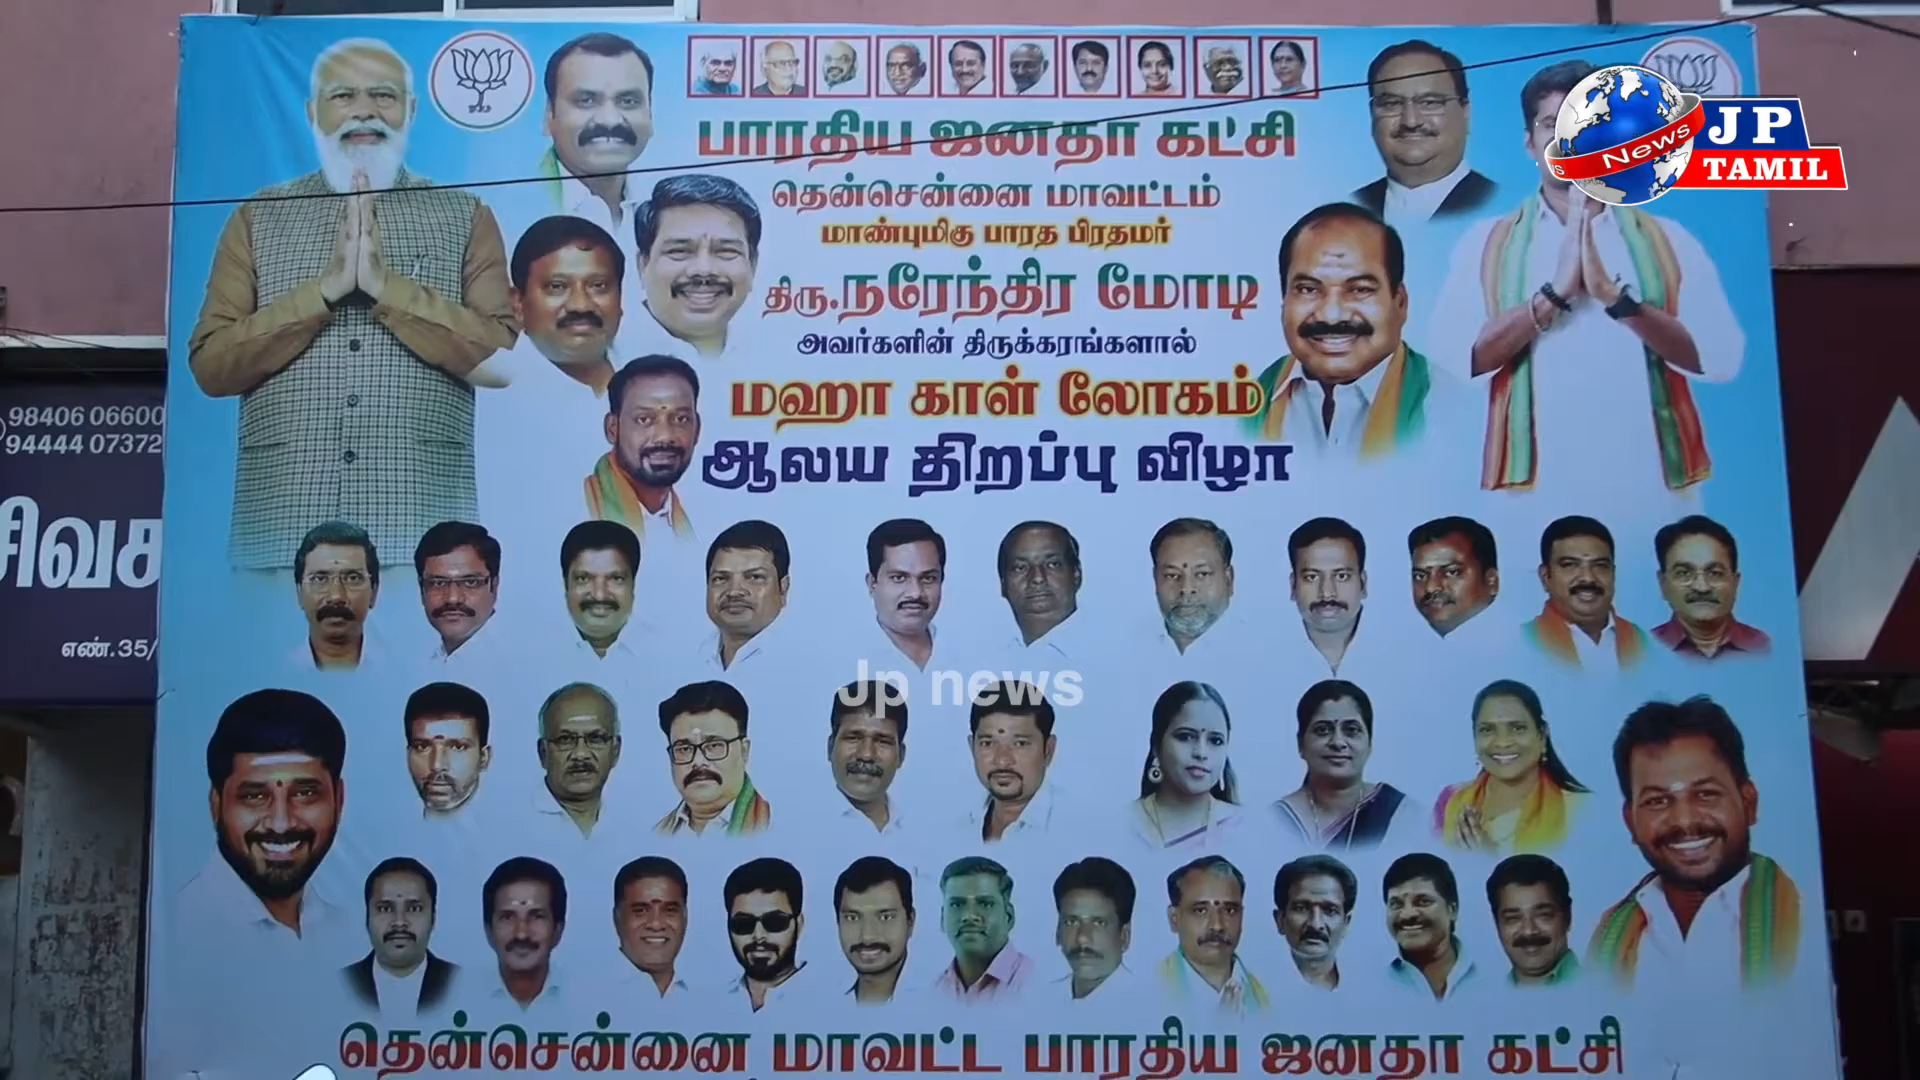 பாரதிய ஜனதா கட்சி
தென்சென்னை மாவட்டம்
மாண்புமிகு பாரத பிரதமர்
திரு.நரேந்திர மோடி
அவர்களின் திருக்கரங்களால்
மஹா காள் லோகம்
ஆலய திறப்பு விழா
தென்சென்னை மாவட்ட பாரதிய ஜனதா கட்சி
98406 06600
94444 07372
எண்.35/
Jp news
News
JP
TAMIL